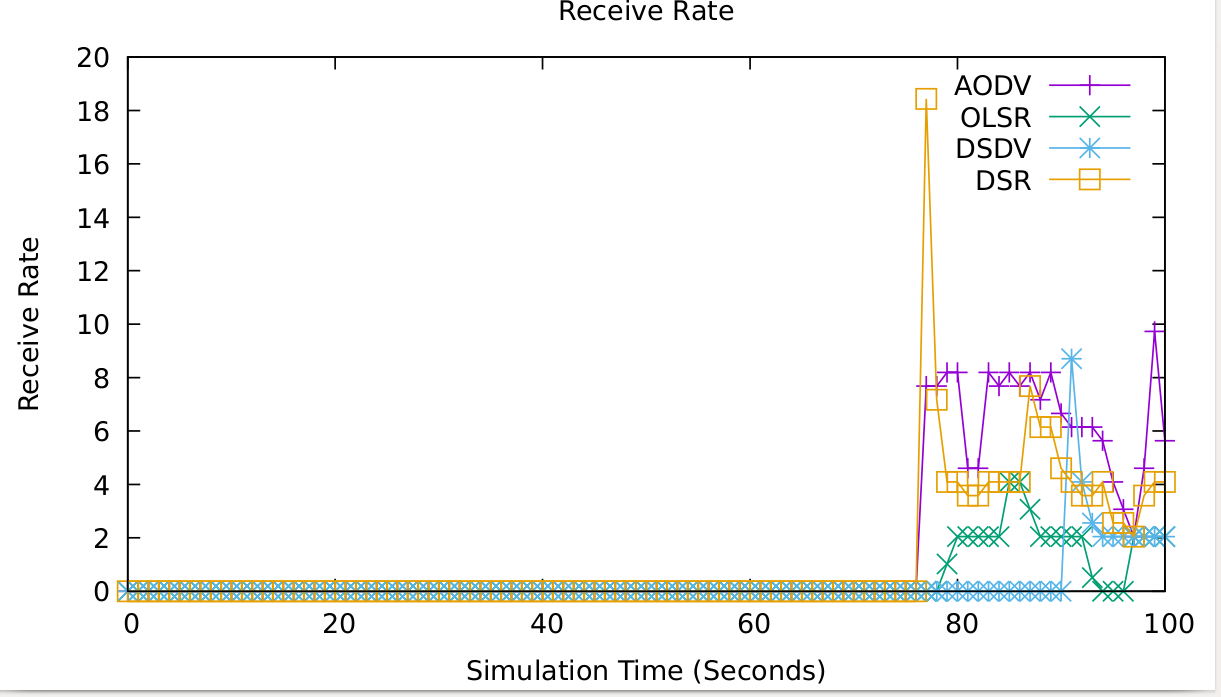 Receive Rate
20
18
16
14
12
10
8
6
4
2
0
Receive Rate
AODV
OLSR
DSDV
DSR
0 20 40 60 80 100
Simulation Time (Seconds)